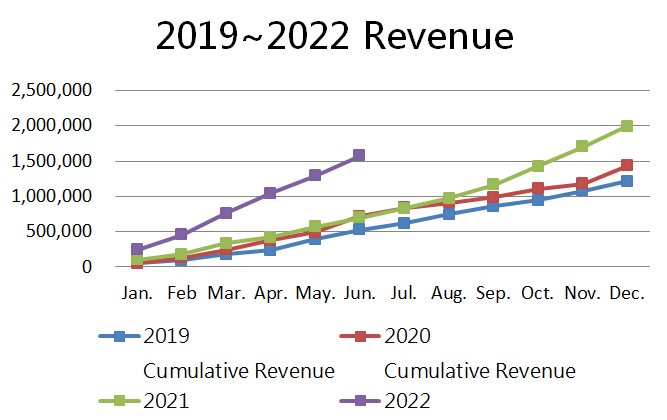 2019~2022 Revenue
2,500,000
2,000,000
1,500,000
1,000,000
500,000
0
Jan. Feb Mar. Apr. May. Jun. Jul. Aug. Sep. Oct. Nov. Dec.
2019 2020
Cumulative Revenue Cumulative Revenue
2021 2022